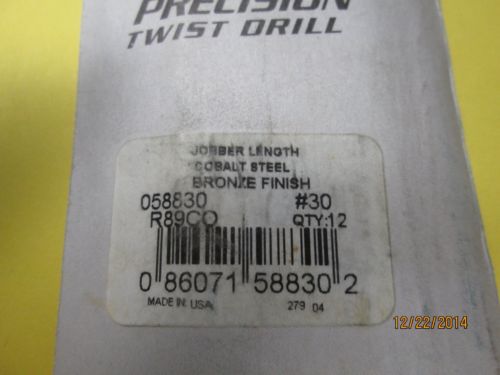 PRECISION
TWIST DRILL
JOBBER LENGTH
COBALT STEEL
BRONZE FINISH
058830 #30
R89CO QTY:12
0 86071 58830 2
MADE IN USA 279 04
12/22/2014